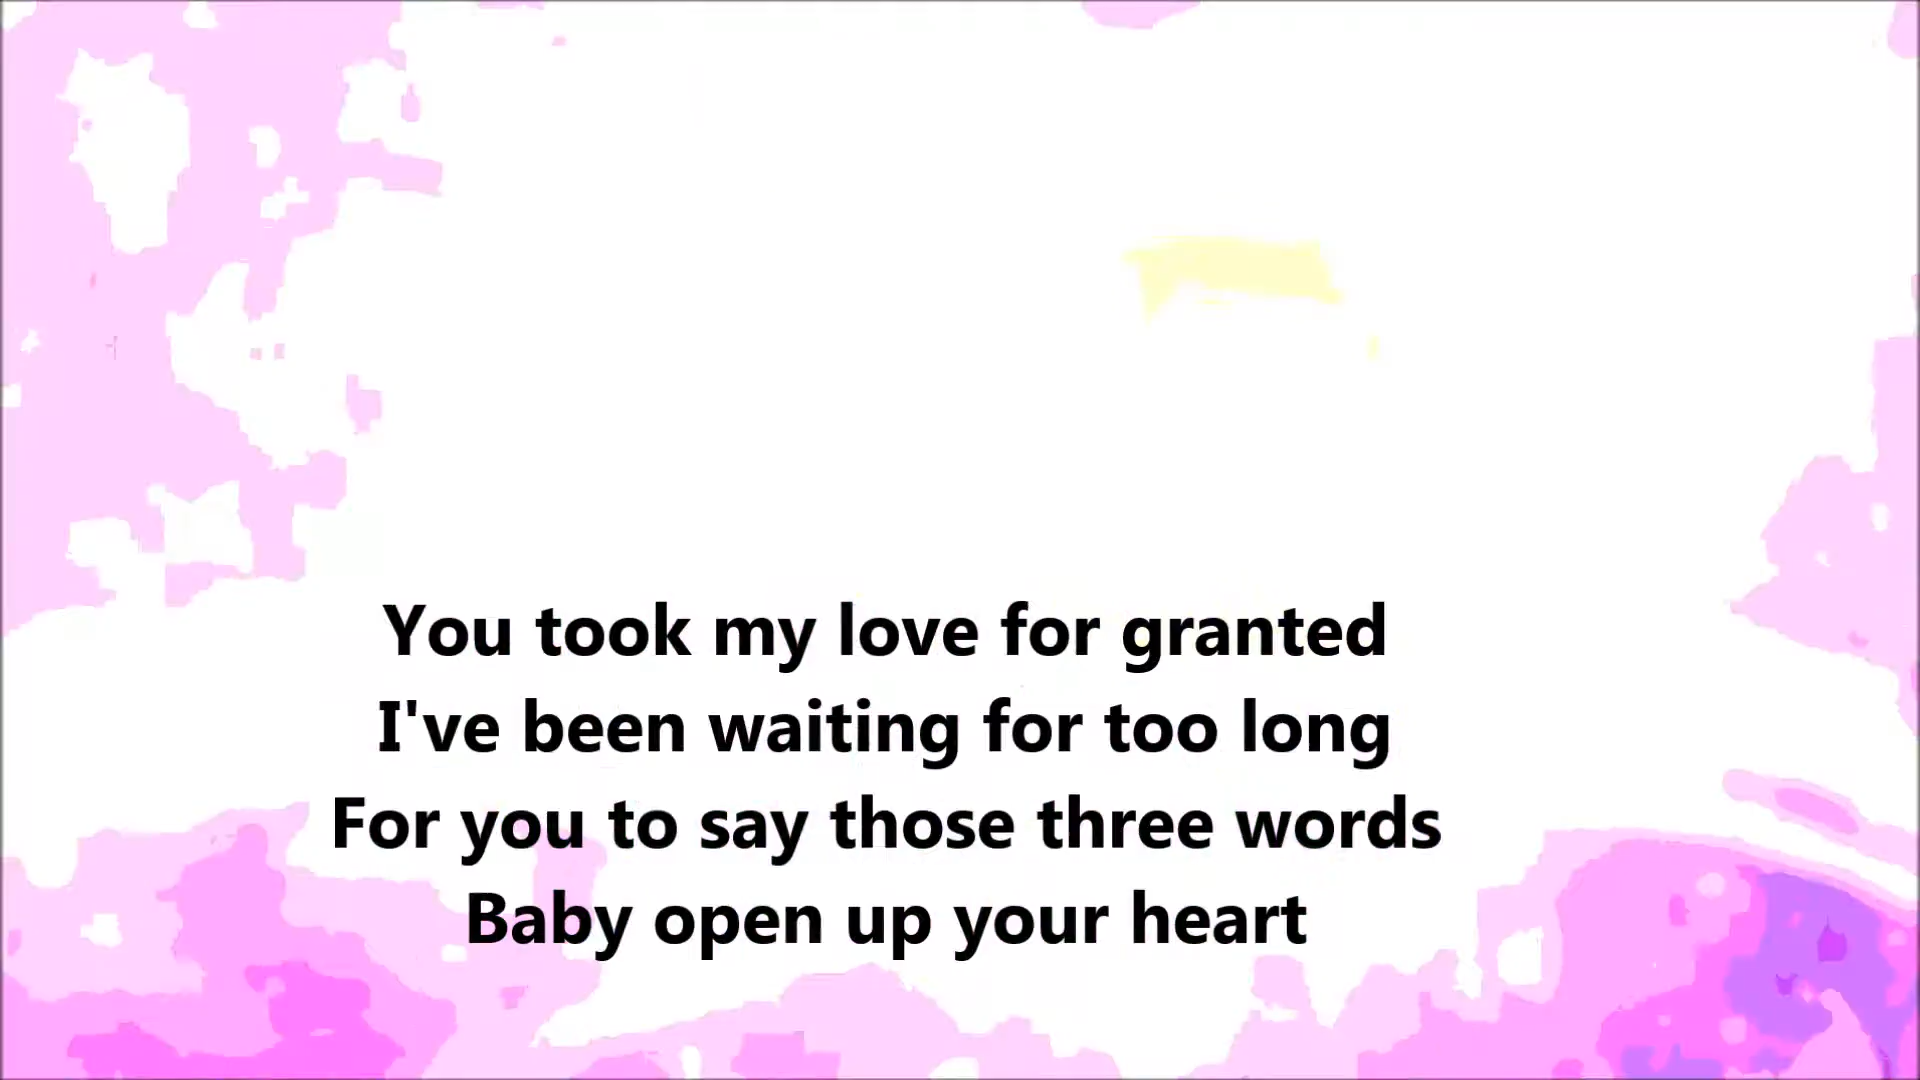 You took my love for granted
I've been waiting for too long
For you to say those three words
Baby open up your heart